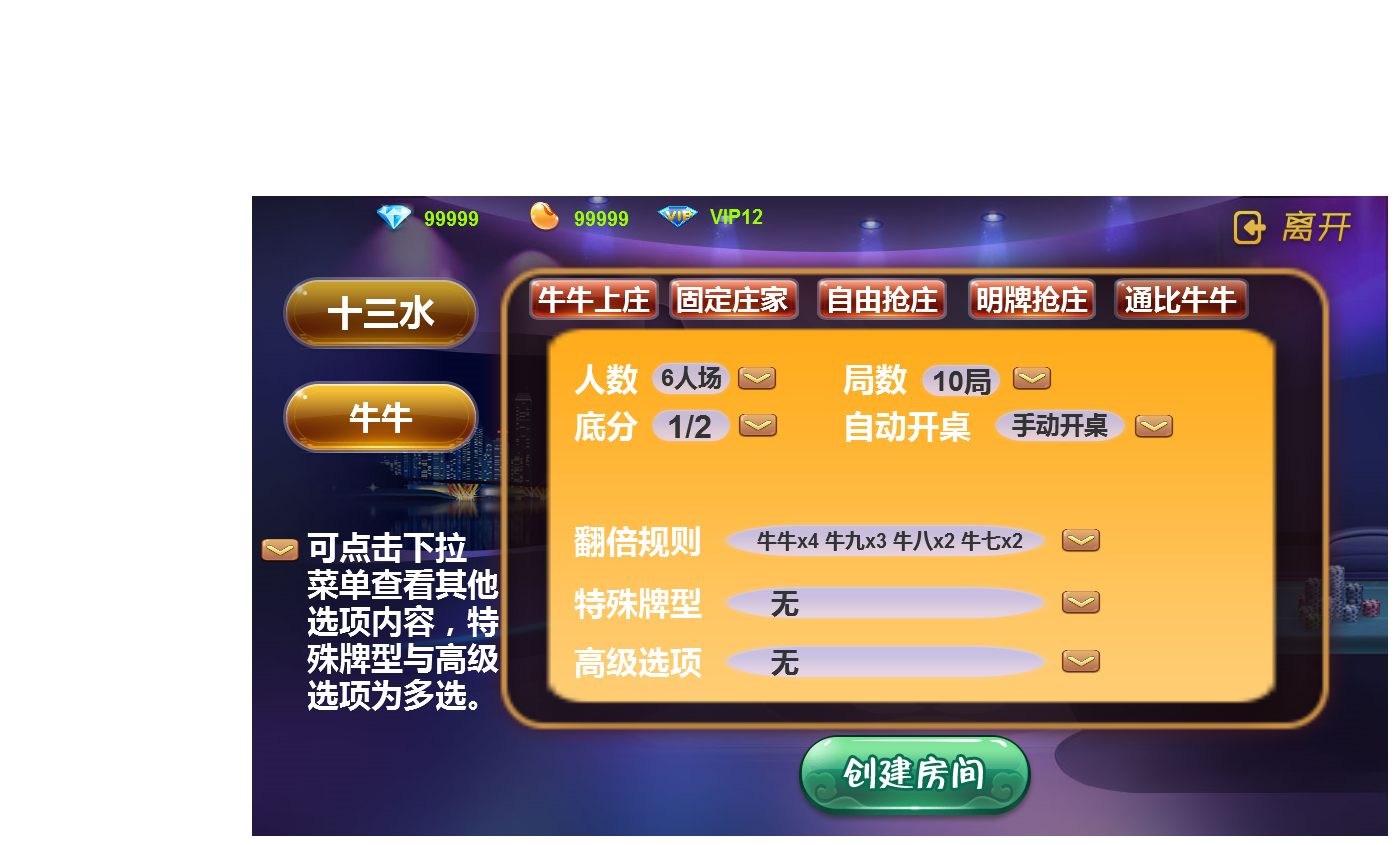 99999 99999 VIP VIP12
离开
十三水
牛牛上庄 固定庄家 自由抢庄 明牌抢庄 通比牛牛
人数 6人场 局数 10局
牛牛
底分 1/2 自动开桌 手动开桌
翻倍规则 牛牛x4 牛九x3 牛八x2 牛七x2
特殊牌型 无
高级选项 无
可点击下拉
菜单查看其他
选项内容，特
殊牌型与高级
选项为多选。
创建房间